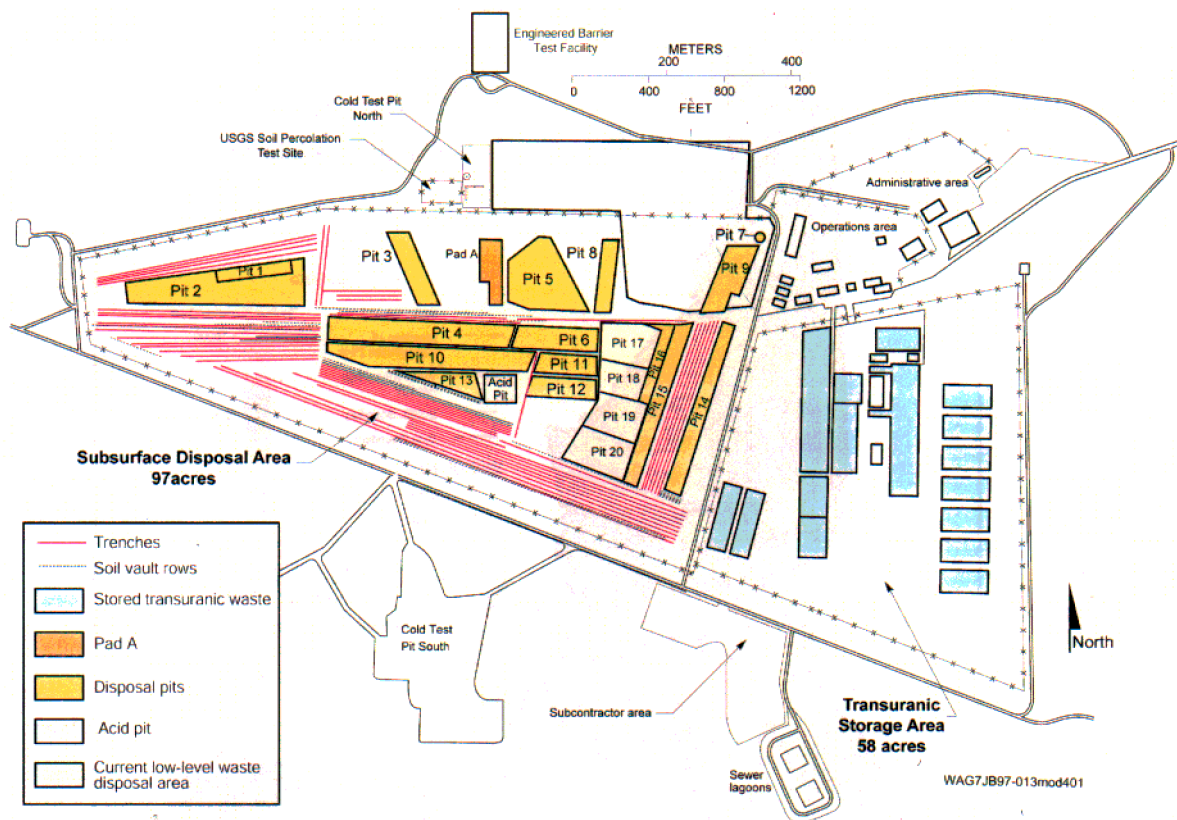 Engineered Barrier
Test Facility
METERS
200
400
0
400
800
1200
FEET
Cold Test Pit
North
USGS Soil Percolation
Test Site
Administrative area
Operations area
Pit 7
Pit 3
Pad A
Pit 5
Pit 8
Pit 9
Pit 1
Pit 2
Pit 4
Pit 6
Pit 17
Pit 16
Pit 10
Pit 11
Pit 18
Pit 13
Acid
Pit
Pit 12
Pit 15
Pit 14
Pit 19
Pit 20
Subsurface Disposal Area
97acres
Trenches
Soil vault rows
Stored transuranic waste
Pad A
Disposal pits
Acid pit
Current low-level waste
disposal area
Cold Test
Pit South
Subcontractor area
Sewer
lagoons
Transuranic
Storage Area
58 acres
North
WAG7JB97-013mod401